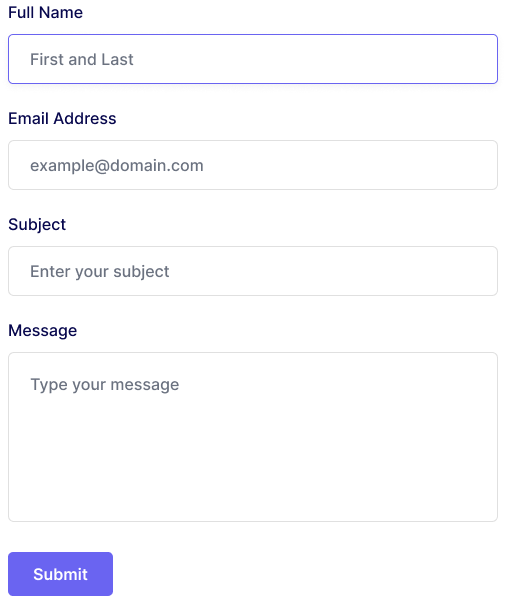 Full Name
First and Last
Email Address
example@domain.com
Subject
Enter your subject
Message
Type your message
Submit